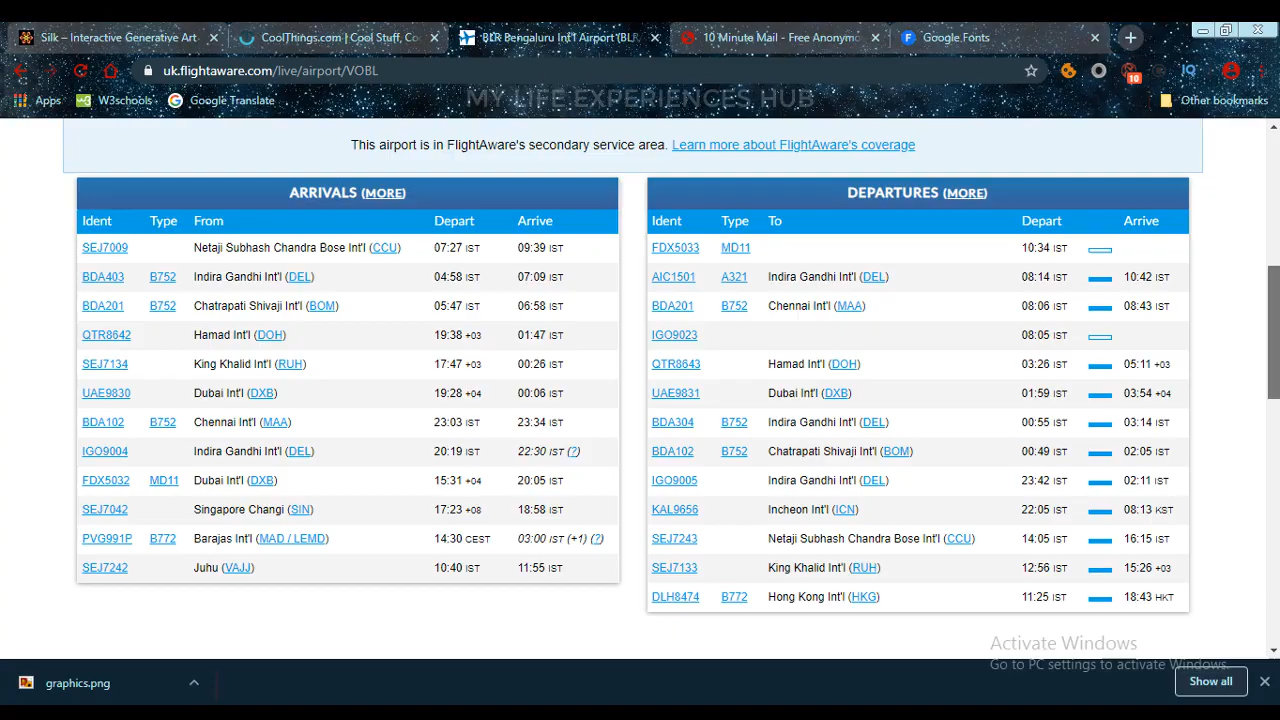 Silk – Interactive Generative Art
CoolThings.com | Cool Stuff, Co
BLR Bengaluru Int'l Airport (BLR,
10 Minute Mail - Free Anonym
Google Fonts
uk.flightaware.com/live/airport/VOBL
10
Apps
W3schools
Google Translate
MY LIFE EXPERIENCES HUB
Other bookmarks
This airport is in FlightAware's secondary service area. Learn more about FlightAware's coverage
ARRIVALS (MORE)
Ident Type From Depart Arrive
SEJ7009 Netaji Subhash Chandra Bose Int'l (CCU) 07:27 IST 09:39 IST
BDA403 B752 Indira Gandhi Int'l (DEL) 04:58 IST 07:09 IST
BDA201 B752 Chatrapati Shivaji Int'l (BOM) 05:47 IST 06:58 IST
QTR8642 Hamad Int'l (DOH) 19:38 +03 01:47 IST
SEJ7134 King Khalid Int'l (RUH) 17:47 +03 00:26 IST
UAE9830 Dubai Int'l (DXB) 19:28 +04 00:06 IST
BDA102 B752 Chennai Int'l (MAA) 23:03 IST 23:34 IST
IGO9004 Indira Gandhi Int'l (DEL) 20:19 IST 22:30 IST (?)
FDX5032 MD11 Dubai Int'l (DXB) 15:31 +04 20:05 IST
SEJ7042 Singapore Changi (SIN) 17:23 +08 18:58 IST
PVG991P B772 Barajas Int'l (MAD / LEMD) 14:30 CEST 03:00 IST (+1) (?)
SEJ7242 Juhu (VAJJ) 10:40 IST 11:55 IST
DEPARTURES (MORE)
Ident Type To Depart Arrive
FDX5033 MD11 10:34 IST
AIC1501 A321 Indira Gandhi Int'l (DEL) 08:14 IST 10:42 IST
BDA201 B752 Chennai Int'l (MAA) 08:06 IST 08:43 IST
IGO9023 08:05 IST
QTR8643 Hamad Int'l (DOH) 03:26 IST 05:11 +03
UAE9831 Dubai Int'l (DXB) 01:59 IST 03:54 +04
BDA304 B752 Indira Gandhi Int'l (DEL) 00:55 IST 03:14 IST
BDA102 B752 Chatrapati Shivaji Int'l (BOM) 00:49 IST 02:05 IST
IGO9005 Indira Gandhi Int'l (DEL) 23:42 IST 02:11 IST
KAL9656 Incheon Int'l (ICN) 22:05 IST 08:13 KST
SEJ7243 Netaji Subhash Chandra Bose Int'l (CCU) 14:05 IST 16:15 IST
SEJ7133 King Khalid Int'l (RUH) 12:56 IST 15:26 +03
DLH8474 B772 Hong Kong Int'l (HKG) 11:25 IST 18:43 HKT
Activate Windows
Go to PC settings to activate Windows.
graphics.png
Show all